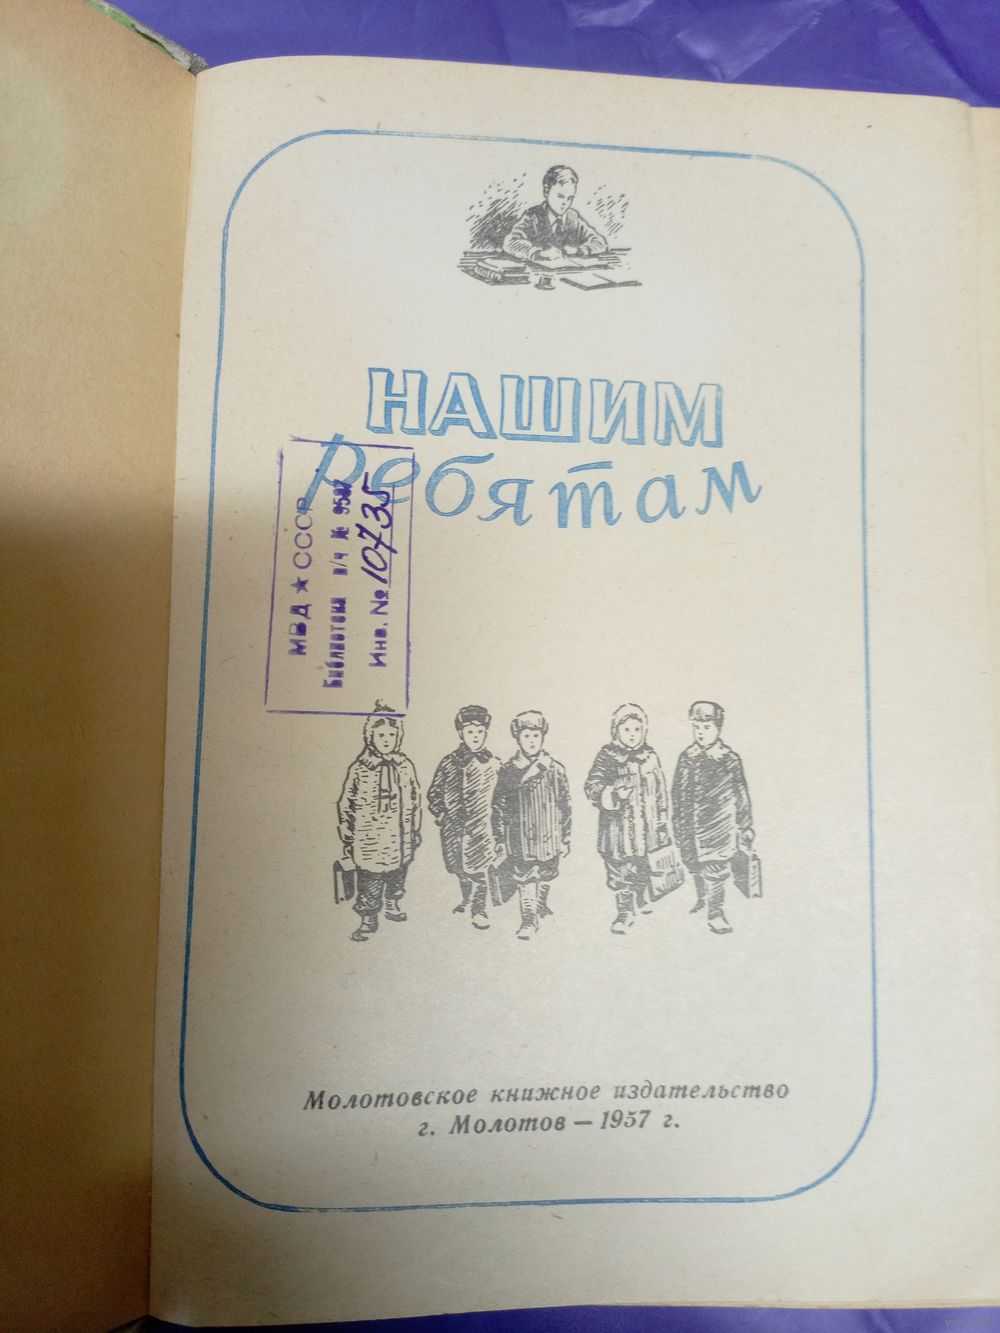 НАШИМ
ребятам
МВД ★ СССР
Библиотека в/ч №
Инв. № 10735
Молотовское книжное издательство
г. Молотов — 1957 г.